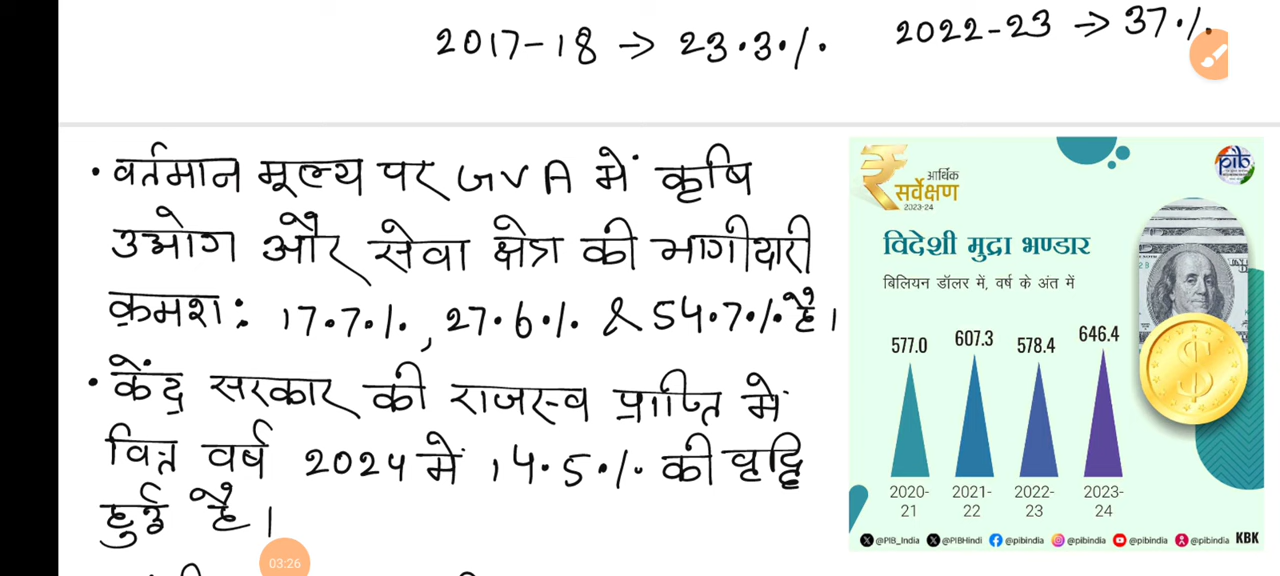 2017-18 → 23.3%. 2022-23 → 37%.
• वर्तमान मूल्य पर GVA में कृषि
उद्योग और सेवा क्षेत्र की भागीदारी
क्रमश: 17.7%, 27.6% & 54.7% है।
• केंद्र सरकार की राजस्व प्राप्ति में
वित्त वर्ष 2024 में 14.5% की वृद्धि
हुई है।
03:26
pib
आर्थिक
सर्वेक्षण
2023-24
विदेशी मुद्रा भण्डार
बिलियन डॉलर में, वर्ष के अंत में
577.0 607.3 578.4 646.4
2020-21 2021-22 2022-23 2023-24
@PIB_India @PIBHindi @pibindia @pibindia @pibindia @pibindia KBK